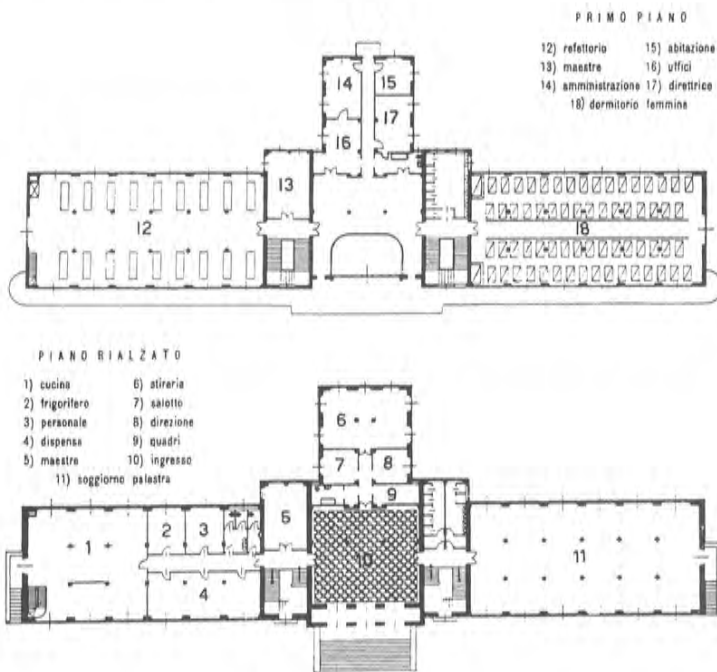 PRIMO PIANO
12) refettorio 15) abitazione
13) maestre 16) uffici
14) amministrazione 17) direttrice
18) dormitorio femmine
14
15
17
16
13
12
18
PIANO RIALZATO
1) cucina 6) stireria
2) frigorifero 7) salotto
3) personale 8) direzione
4) dispensa 9) quadri
5) maestre 10) ingresso
11) soggiorno palestra
6
7
8
9
5
2
3
1
10
11
4